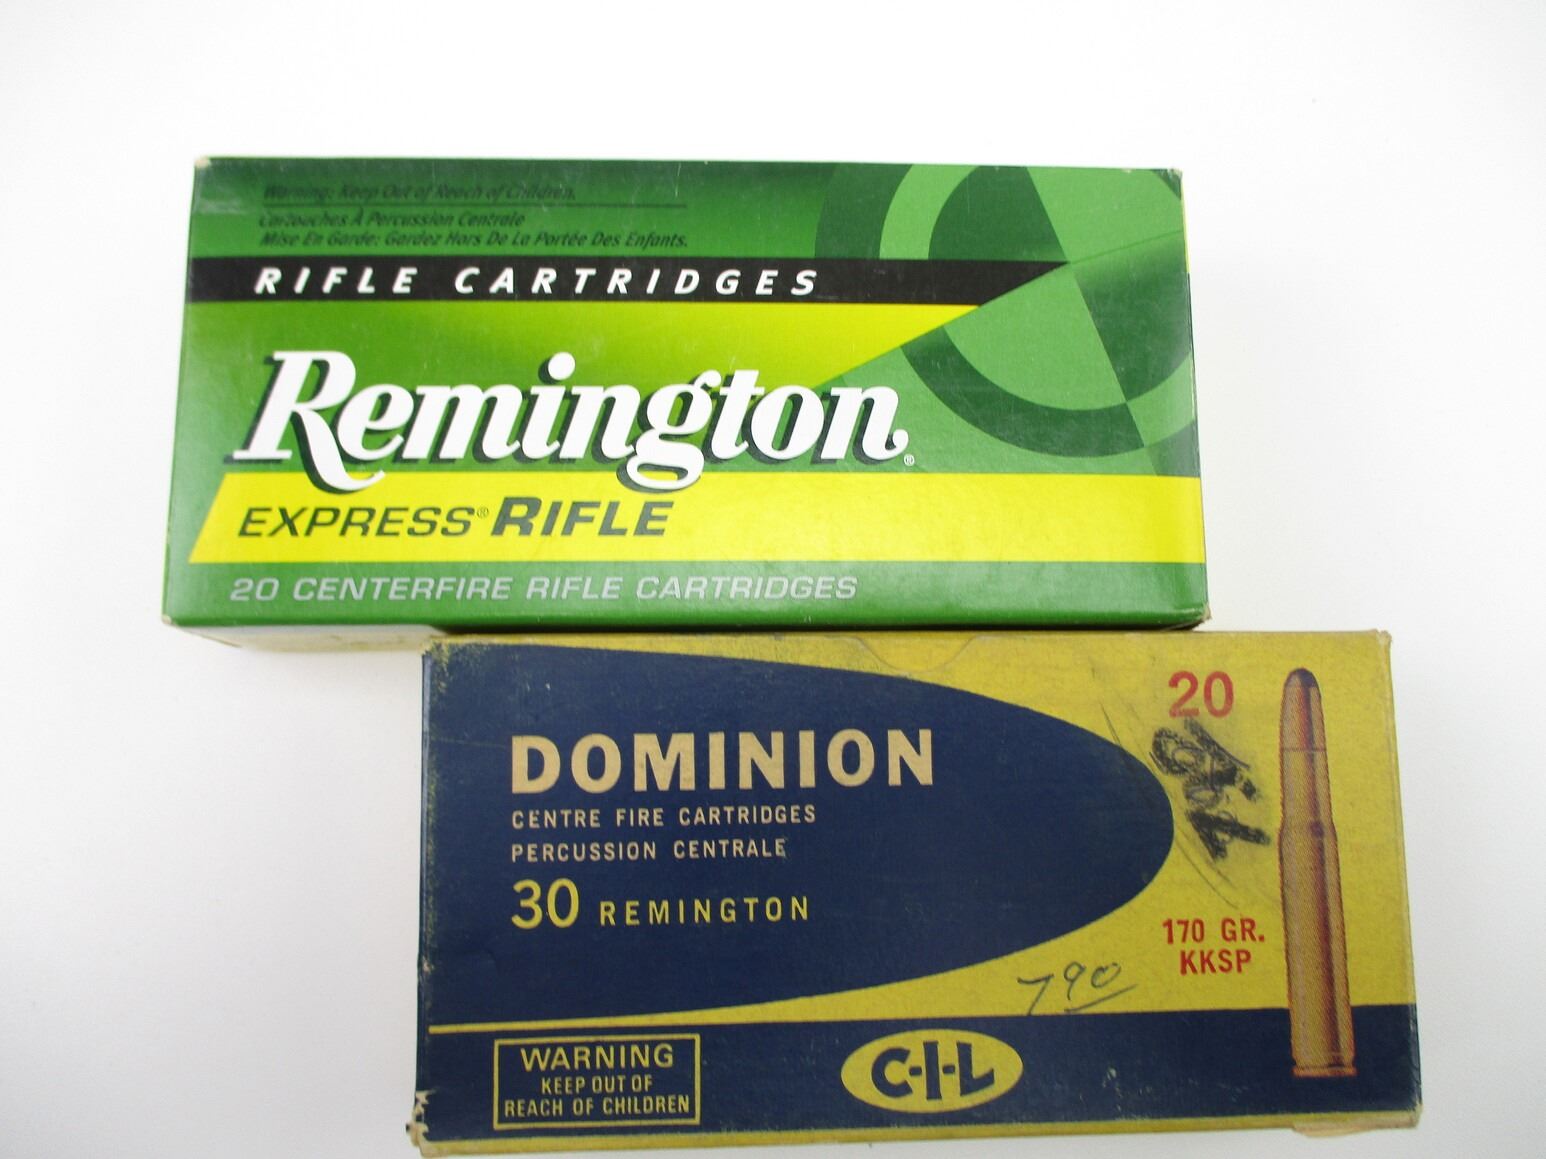 Warning: Keep Out of Reach of Children.
Cartouches À Percussion Centrale
Mise En Garde: Gardez Hors De La Portée Des Enfants.
RIFLE CARTRIDGES
Remington®
EXPRESS® RIFLE
20 CENTERFIRE RIFLE CARTRIDGES
20
DOMINION
CENTRE FIRE CARTRIDGES
PERCUSSION CENTRALE
30 REMINGTON
170 GR.
KKSP
790
WARNING
KEEP OUT OF
REACH OF CHILDREN
C-I-L